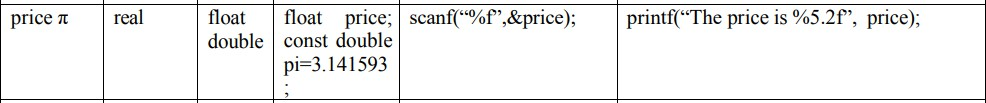 price π
real
float
double
float price;
const double
pi=3.141593
;
scanf(“%f”,&price);
printf(“The price is %5.2f”, price);